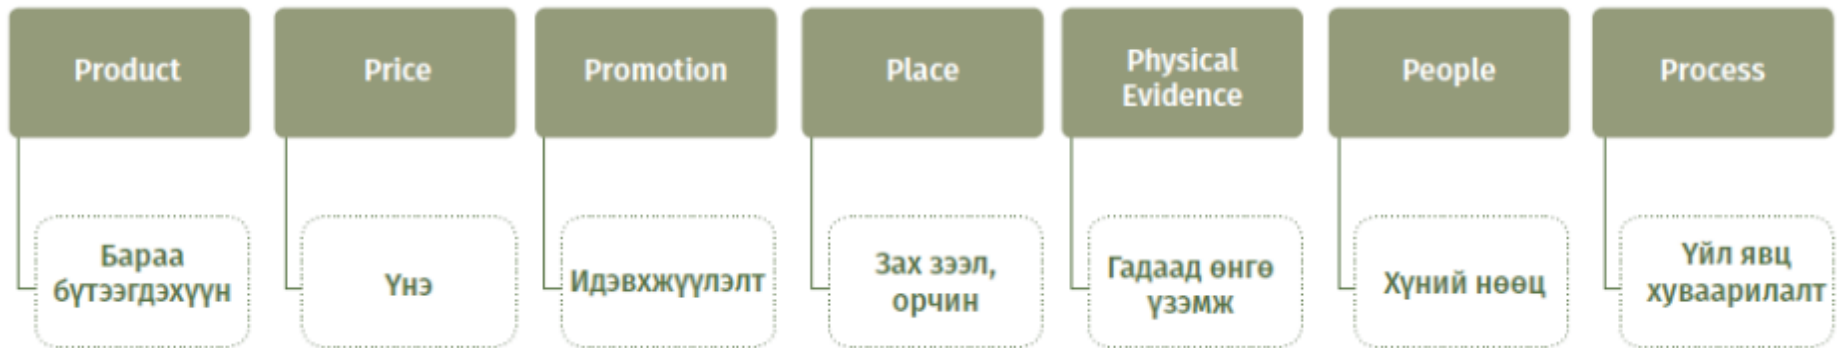 Product
Price
Promotion
Place
Physical
Evidence
People
Process
Бараа
бүтээгдэхүүн
Үнэ
Идэвхжүүлэлт
Зах зээл,
орчин
Гадаад өнгө
үзэмж
Хүний нөөц
Үйл явц
хуваарилалт